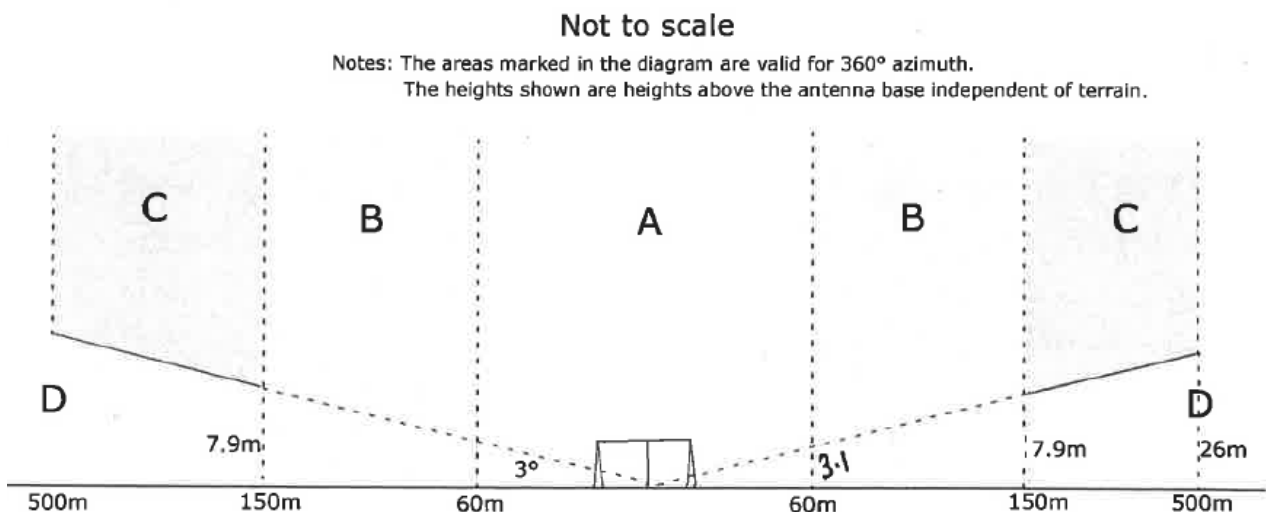 Not to scale
Notes: The areas marked in the diagram are valid for 360° azimuth.
The heights shown are heights above the antenna base independent of terrain.
C B A B C
D D
7.9m 3° 3.1 7.9m 26m
500m 150m 60m 60m 150m 500m